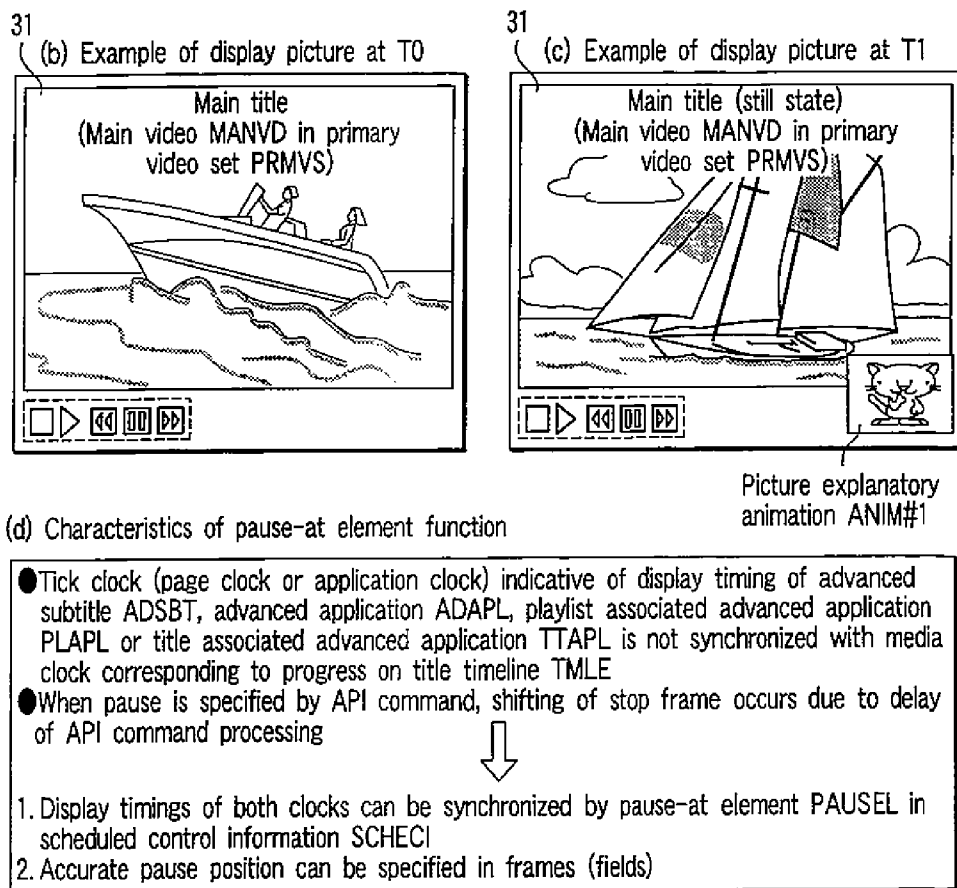 31
(b) Example of display picture at T0
Main title
(Main video MANVD in primary
video set PRMVS)
31
(c) Example of display picture at T1
Main title (still state)
(Main video MANVD in primary
video set PRMVS)
Picture explanatory
animation ANIM#1
(d) Characteristics of pause-at element function
●Tick clock (page clock or application clock) indicative of display timing of advanced
subtitle ADSBT, advanced application ADAPL, playlist associated advanced application
PLAPL or title associated advanced application TTAPL is not synchronized with media
clock corresponding to progress on title timeline TMLE
●When pause is specified by API command, shifting of stop frame occurs due to delay
of API command processing
1. Display timings of both clocks can be synchronized by pause-at element PAUSEL in
scheduled control information SCHECI
2. Accurate pause position can be specified in frames (fields)